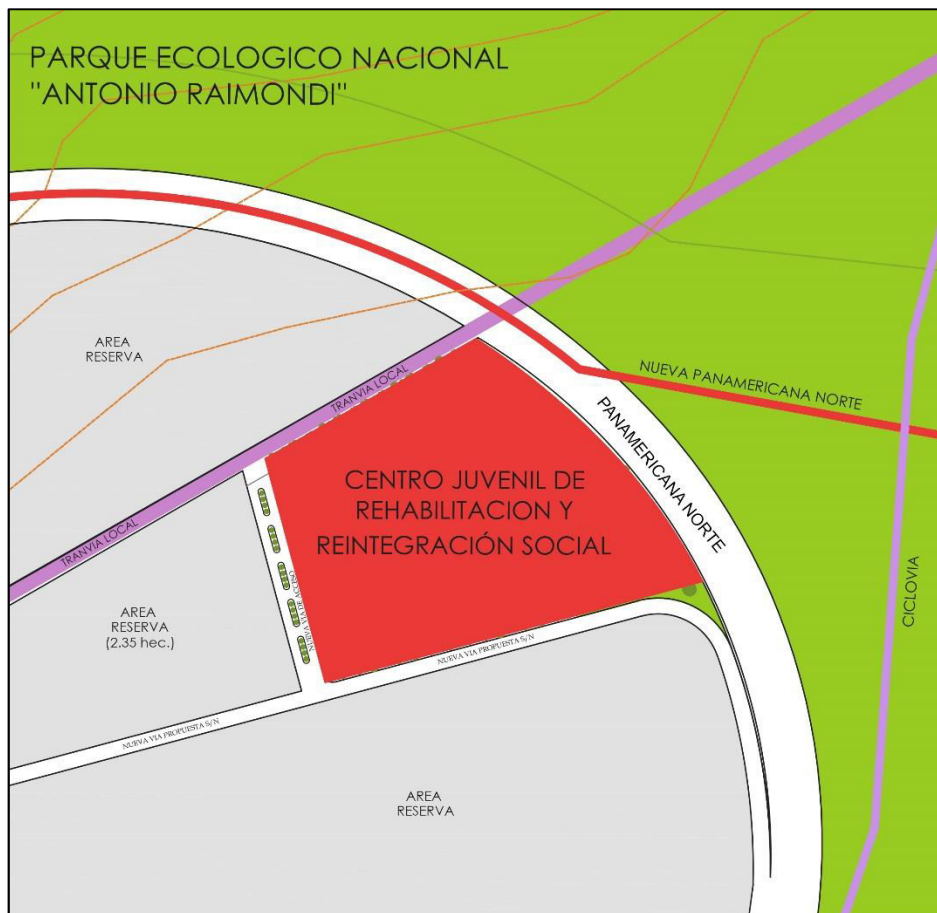 PARQUE ECOLOGICO NACIONAL
"ANTONIO RAIMONDI"
AREA
RESERVA
TRANVIA LOCAL
NUEVA PANAMERICANA NORTE
PANAMERICANA NORTE
CENTRO JUVENIL DE
REHABILITACION Y
REINTEGRACIÓN SOCIAL
TRANVIA LOCAL
NUEVA VIA DE ACCESO
CICLOVIA
AREA
RESERVA
(2.35 hec.)
NUEVA VIA PROPUESTA S/N
NUEVA VIA PROPUESTA S/N
AREA
RESERVA